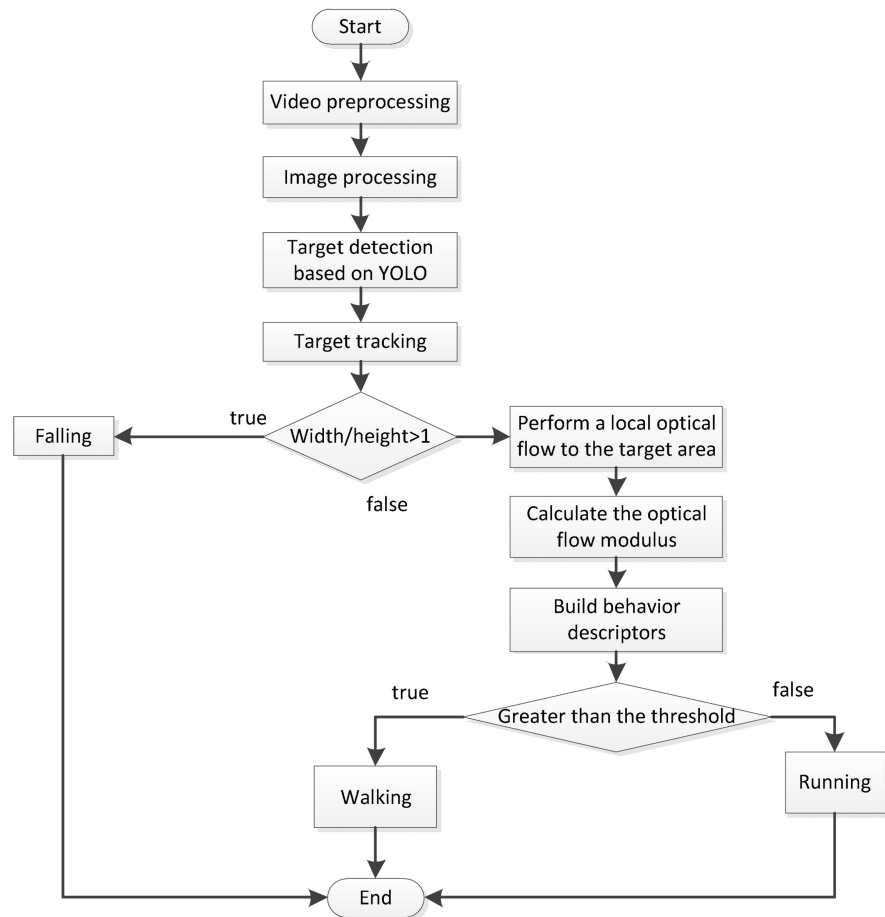 Start
Video preprocessing
Image processing
Target detection
based on YOLO
Target tracking
true
Width/height>1
false
Falling
Perform a local optical
flow to the target area
Calculate the optical
flow modulus
Build behavior
descriptors
true
Greater than the threshold
false
Walking
Running
End